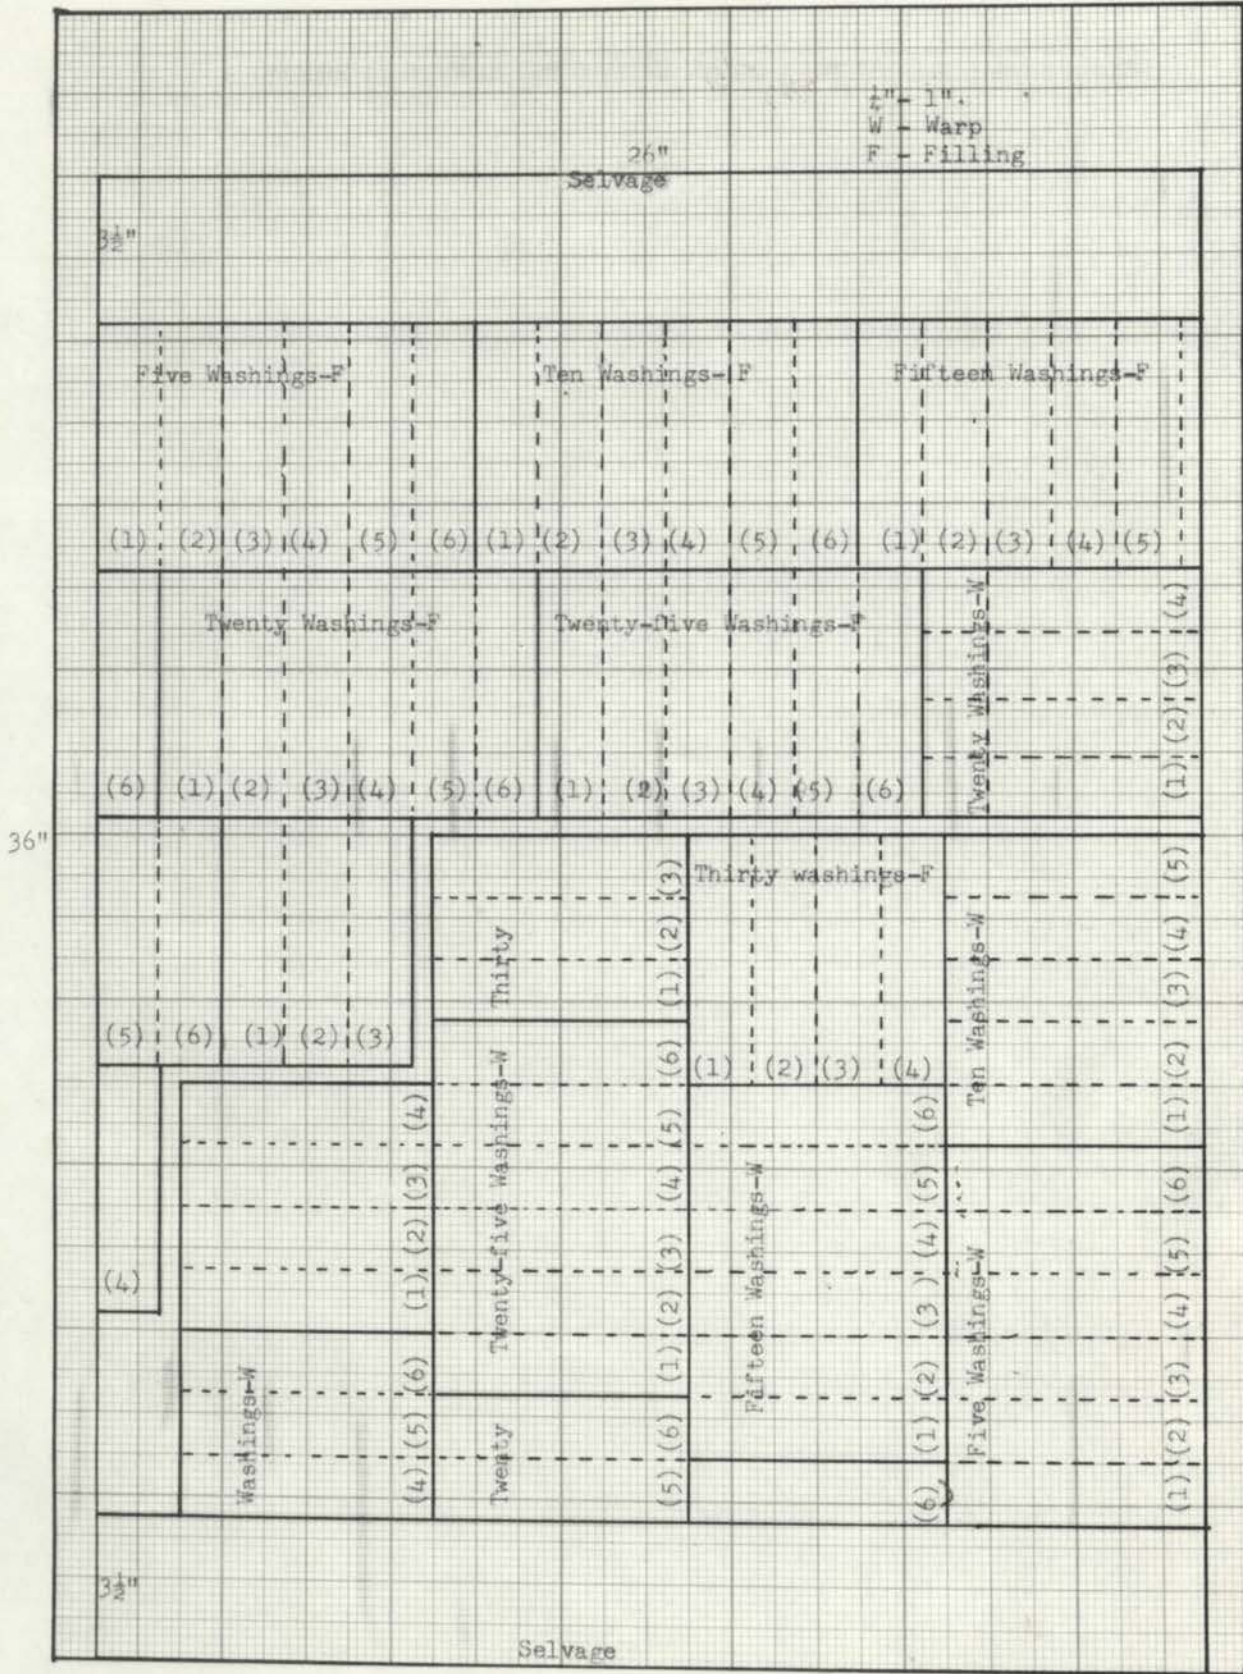 ¼" - 1".
W - Warp
F - Filling
26"
Selvage
3½"
Five Washings-F
Ten Washings-F
Fifteen Washings-F
(1) (2) (3) (4) (5) (6) (1) (2) (3) (4) (5) (6) (1) (2) (3) (4) (5)
Twenty Washings-F
Twenty-five Washings-F
Twenty Washings-W
(1) (2) (3) (4)
(6) (1) (2) (3) (4) (5) (6) (1) (2) (3) (4) (5) (6)
36"
Thirty
(1) (2) (3)
Thirty washings-F
(1) (2) (3) (4)
Ten Washings-W
(1) (2) (3) (4) (5)
(5) (6) (1) (2) (3)
(4)
(1) (2) (3) (4)
Washings-W
(4) (5) (6)
Twenty-five Washings-W
(1) (2) (3) (4) (5) (6)
Twenty
(5) (6)
Fifteen Washings-W
(1) (2) (3 ) (4) (5) (6)
(6)
Five Washings-W
(1) (2) (3) (4) (5) (6)
3½"
Selvage